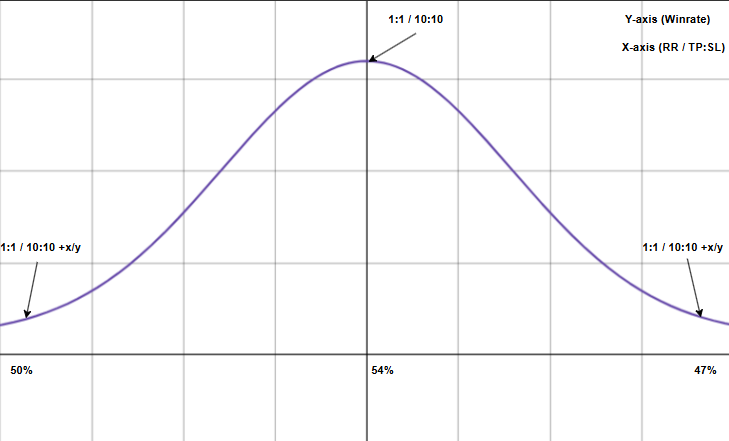 1:1 / 10:10
Y-axis (Winrate)
X-axis (RR / TP:SL)
1:1 / 10:10 +x/y
1:1 / 10:10 +x/y
50%
54%
47%